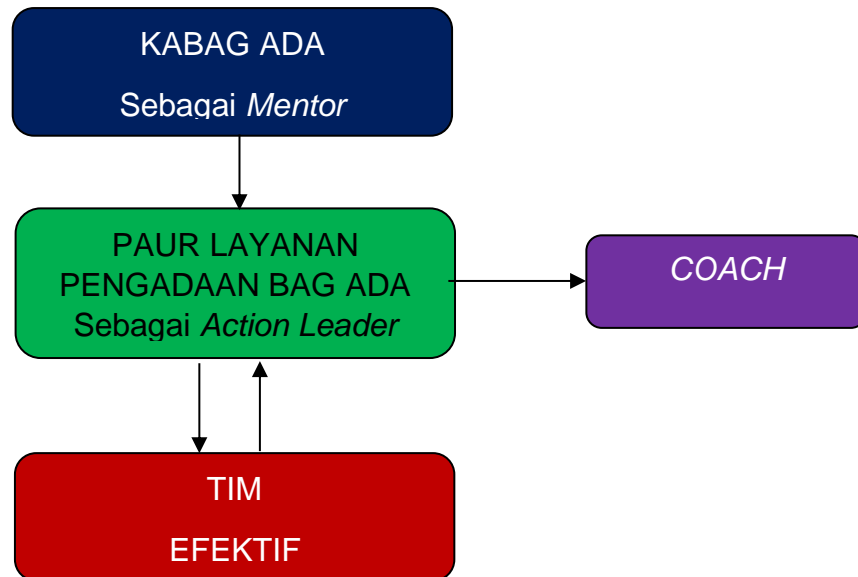 KABAG ADA
Sebagai Mentor
PAUR LAYANAN
PENGADAAN BAG ADA
Sebagai Action Leader
COACH
TIM
EFEKTIF